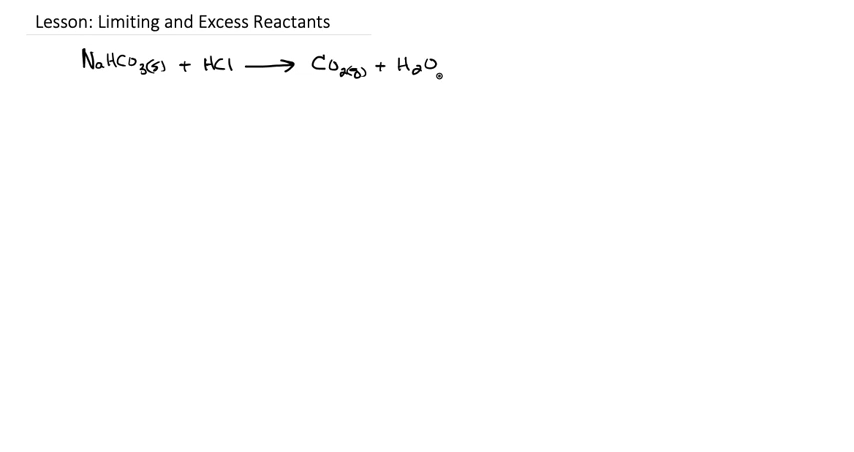 Lesson: Limiting and Excess Reactants
NaHCO₃(s) + HCl ⟶ CO₂(g) + H₂O